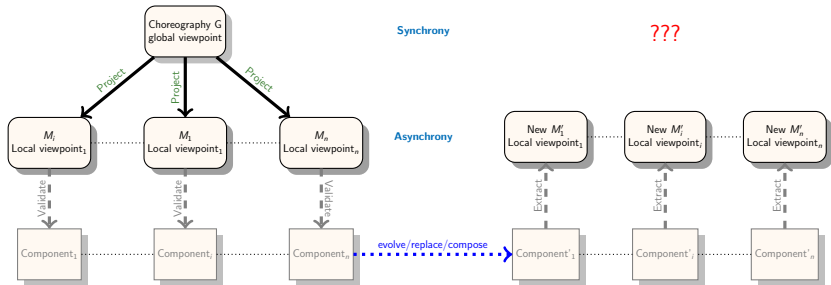 Choreography G
global viewpoint
Synchrony
???
Project
Project
Project
M_i
Local viewpoint_1
M_1
Local viewpoint_1
M_n
Local viewpoint_n
Asynchrony
New M'_1
Local viewpoint_1
New M'_i
Local viewpoint_i
New M'_n
Local viewpoint_n
Validate
Validate
Validate
Extract
Extract
Extract
Component_1
Component_i
Component_n
evolve/replace/compose
Component'_1
Component'_i
Component'_n